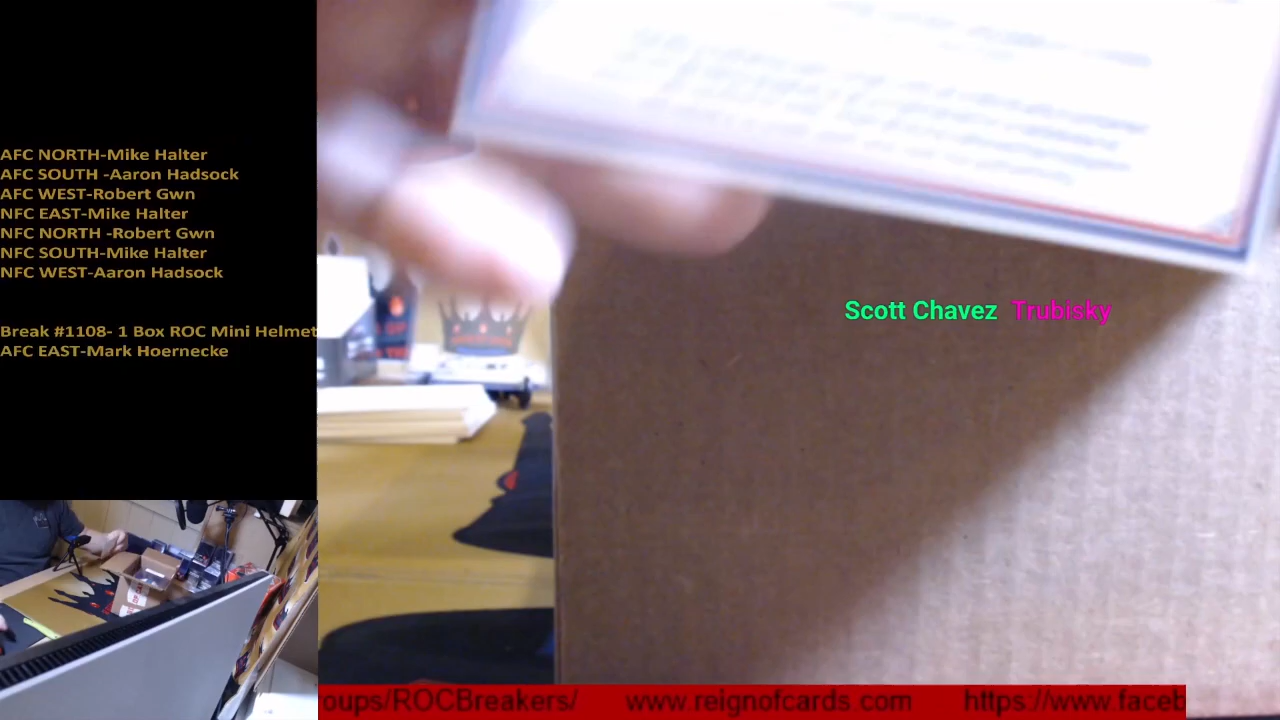 AFC NORTH-Mike Halter
AFC SOUTH -Aaron Hadsock
AFC WEST-Robert Gwn
NFC EAST-Mike Halter
NFC NORTH -Robert Gwn
NFC SOUTH-Mike Halter
NFC WEST-Aaron Hadsock
Break #1108- 1 Box ROC Mini Helmet
AFC EAST-Mark Hoernecke
Scott Chavez Trubisky
oups/ROCBreakers/ www.reignofcards.com https://www.faceb